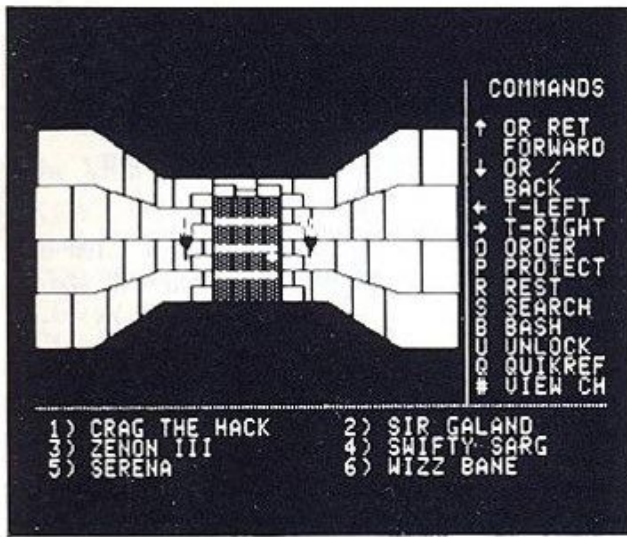 COMMANDS
↑ OR RET
FORWARD
↓ OR /
BACK
← T-LEFT
→ T-RIGHT
O ORDER
P PROTECT
R REST
S SEARCH
B BASH
U UNLOCK
Q QUIKREF
# VIEW CH
1) CRAG THE HACK 2) SIR GALAND
3) ZENON III 4) SWIFTY SARG
5) SERENA 6) WIZZ BANE